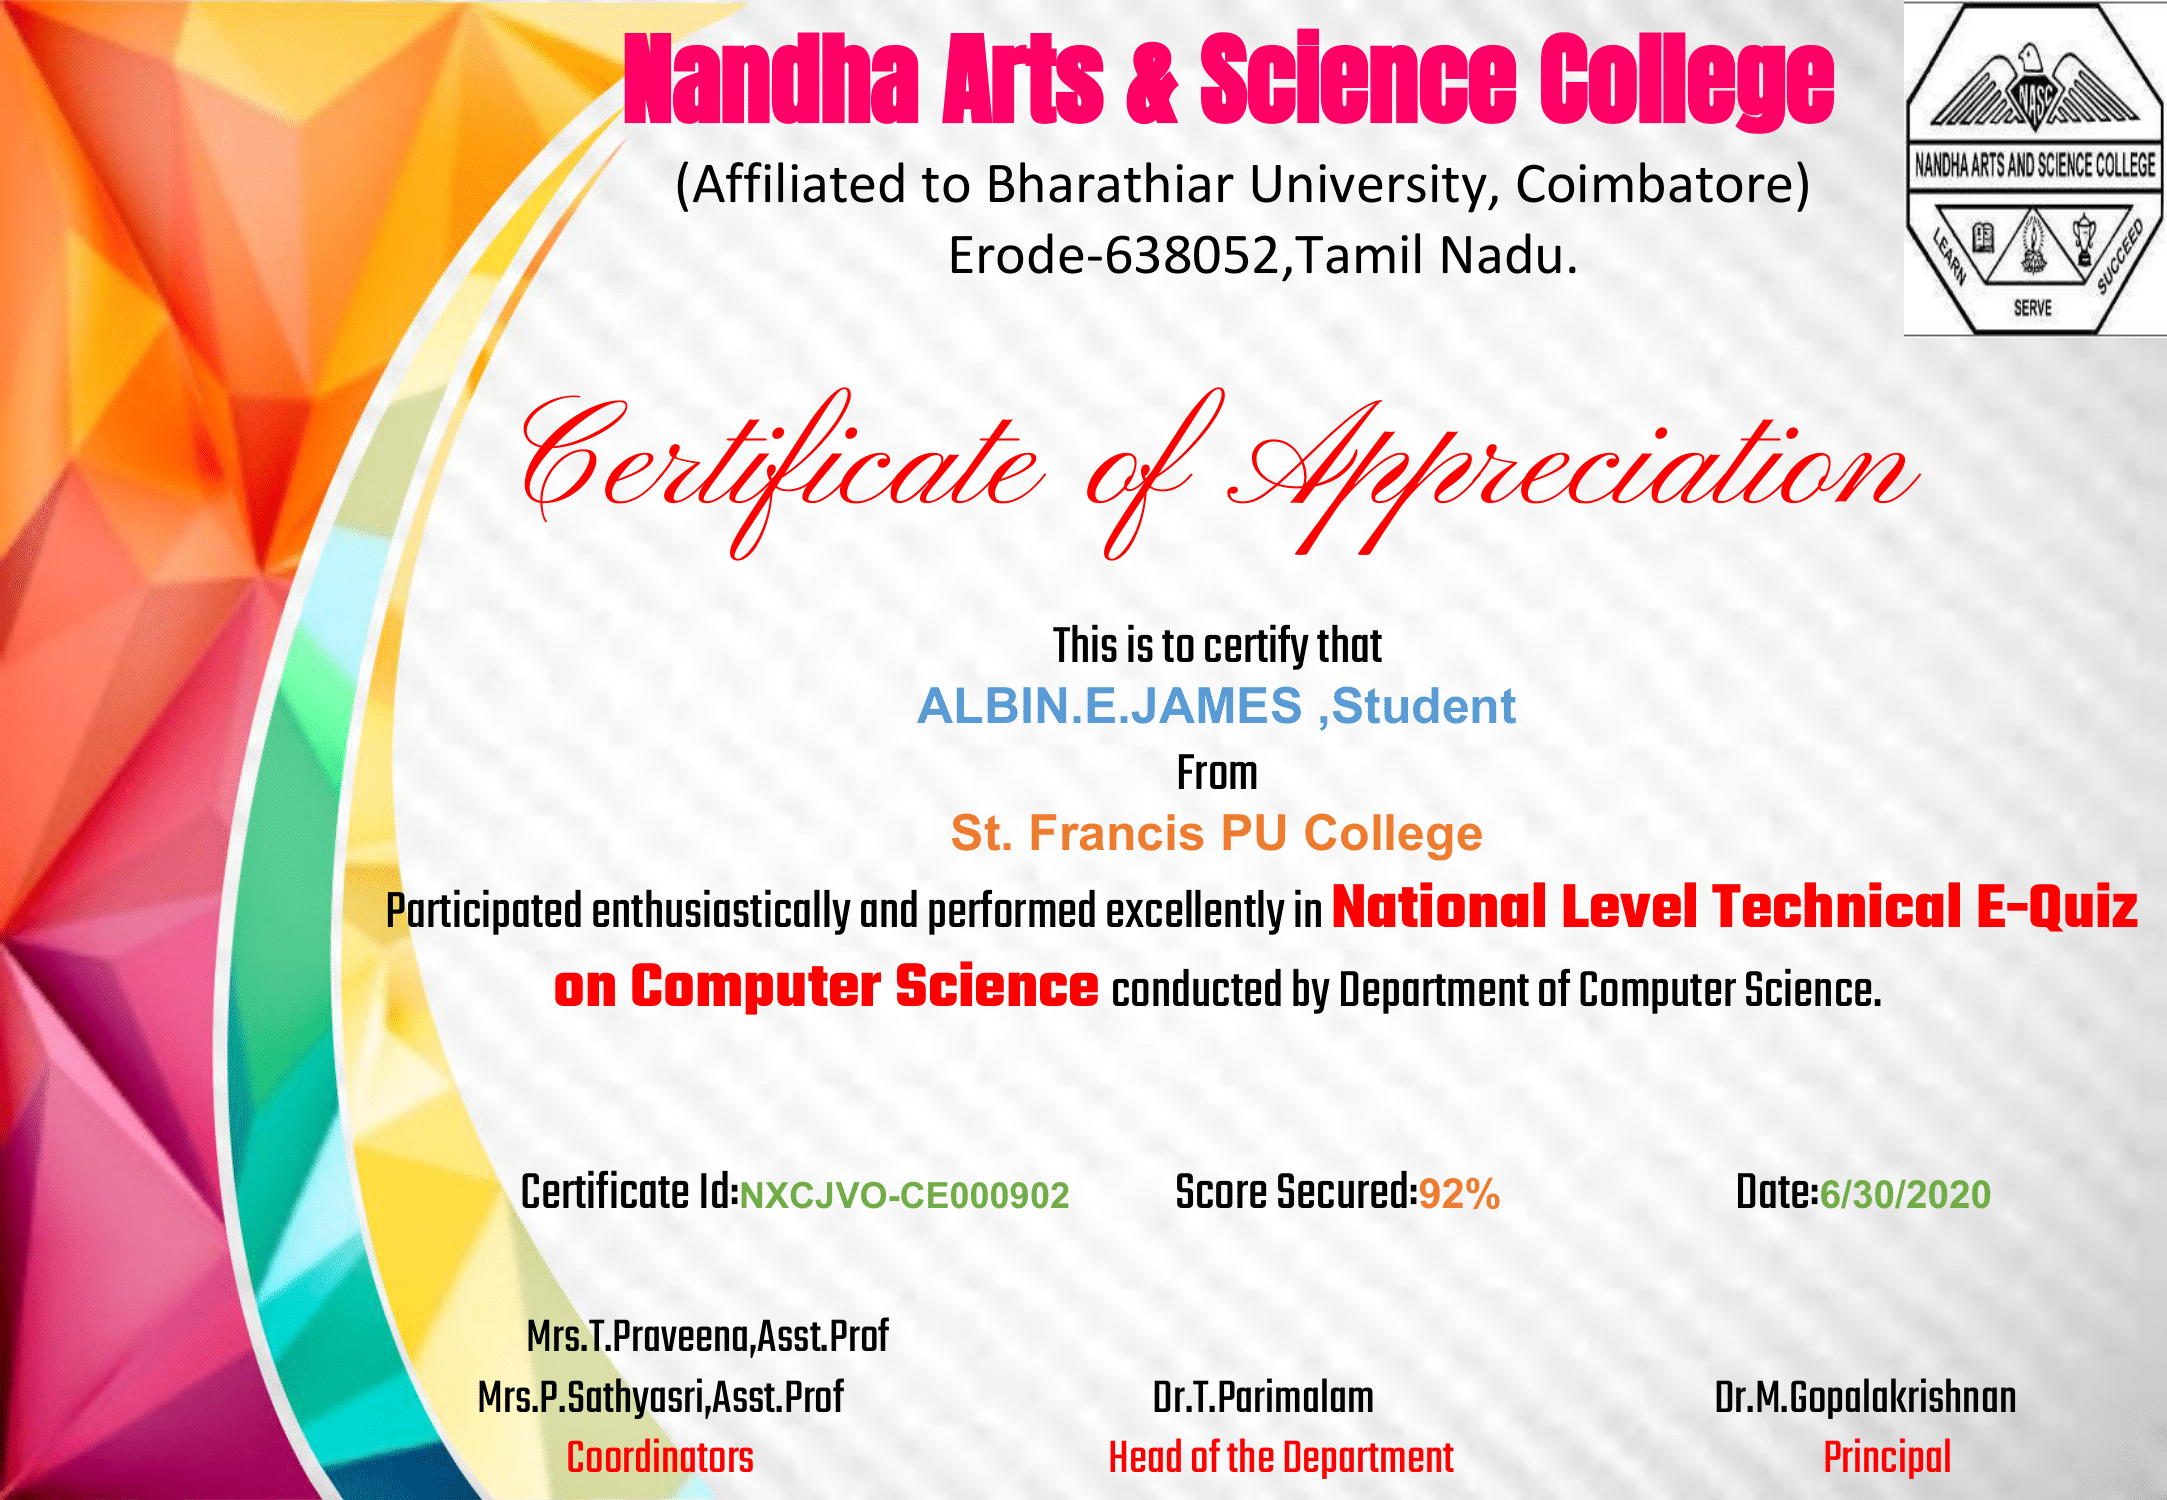 Nandha Arts & Science College
(Affiliated to Bharathiar University, Coimbatore)
Erode-638052,Tamil Nadu.
NASC
NANDHA ARTS AND SCIENCE COLLEGE
LEARN
SERVE
SUCCEED
Certificate of Appreciation
This is to certify that
ALBIN.E.JAMES ,Student
From
St. Francis PU College
Participated enthusiastically and performed excellently in National Level Technical E-Quiz
on Computer Science conducted by Department of Computer Science.
Certificate Id:NXCJVO-CE000902 Score Secured:92% Date:6/30/2020
Mrs.T.Praveena,Asst.Prof
Mrs.P.Sathyasri,Asst.Prof Dr.T.Parimalam Dr.M.Gopalakrishnan
Coordinators Head of the Department Principal